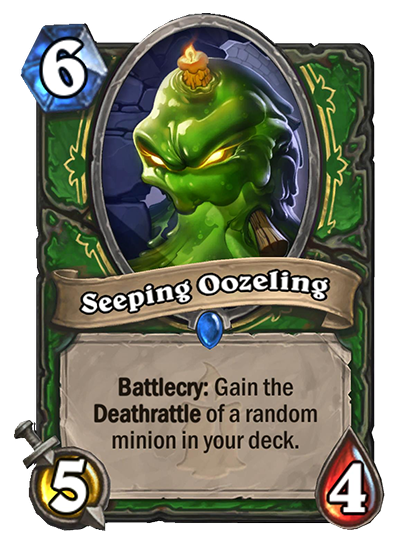 6
Seeping Oozeling
Battlecry: Gain the
Deathrattle of a random
minion in your deck.
5
4